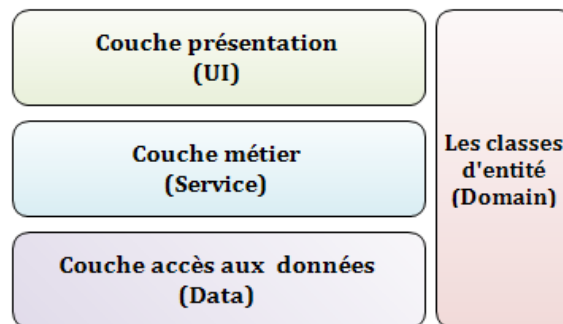 Couche présentation
(UI)
Couche métier
(Service)
Couche accès aux données
(Data)
Les classes
d'entité
(Domain)